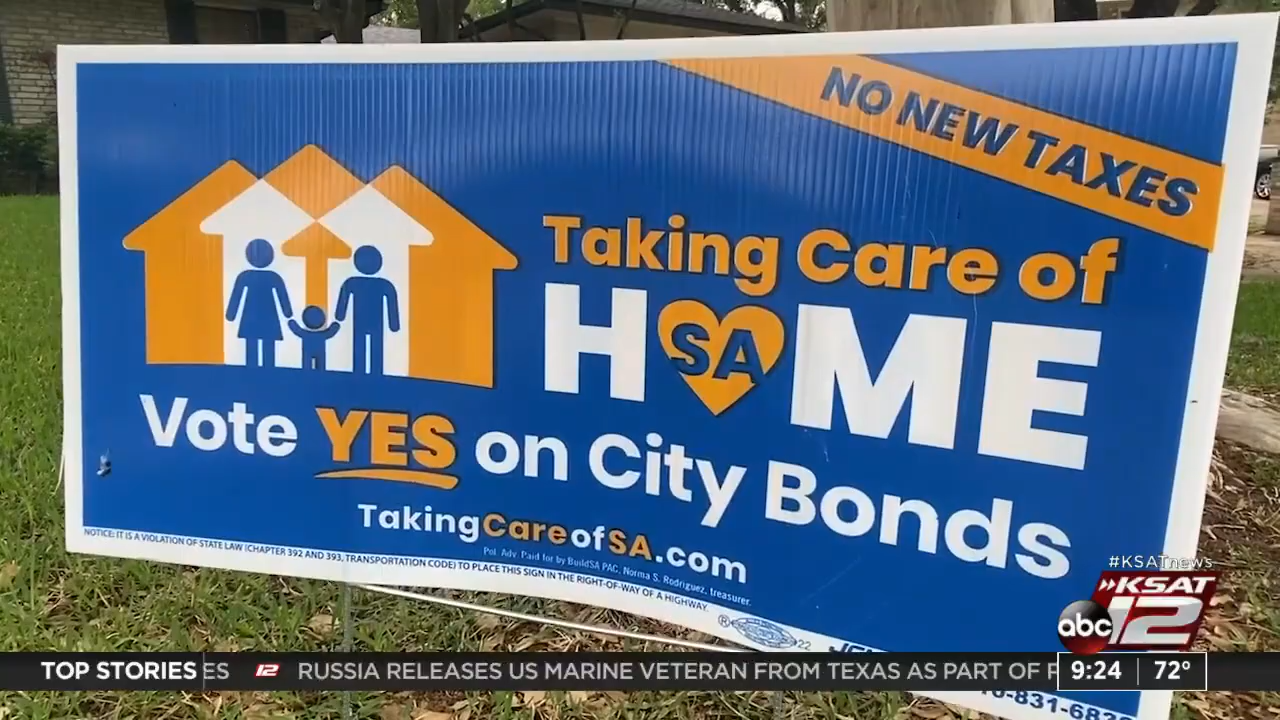 NO NEW TAXES
Taking Care of
H ME
SA
Vote YES on City Bonds
TakingCareofSA.com
Pol. Adv. Paid for by BuildSA PAC, Norma S. Rodriguez, treasurer.
NOTICE: IT IS A VIOLATION OF STATE LAW (CHAPTER 392 AND 393, TRANSPORTATION CODE) TO PLACE THIS SIGN IN THE RIGHT-OF-WAY OF A HIGHWAY.
#KSATnews
KSAT
abc 12
TOP STORIES ES 12 RUSSIA RELEASES US MARINE VETERAN FROM TEXAS AS PART OF 9:24 72°